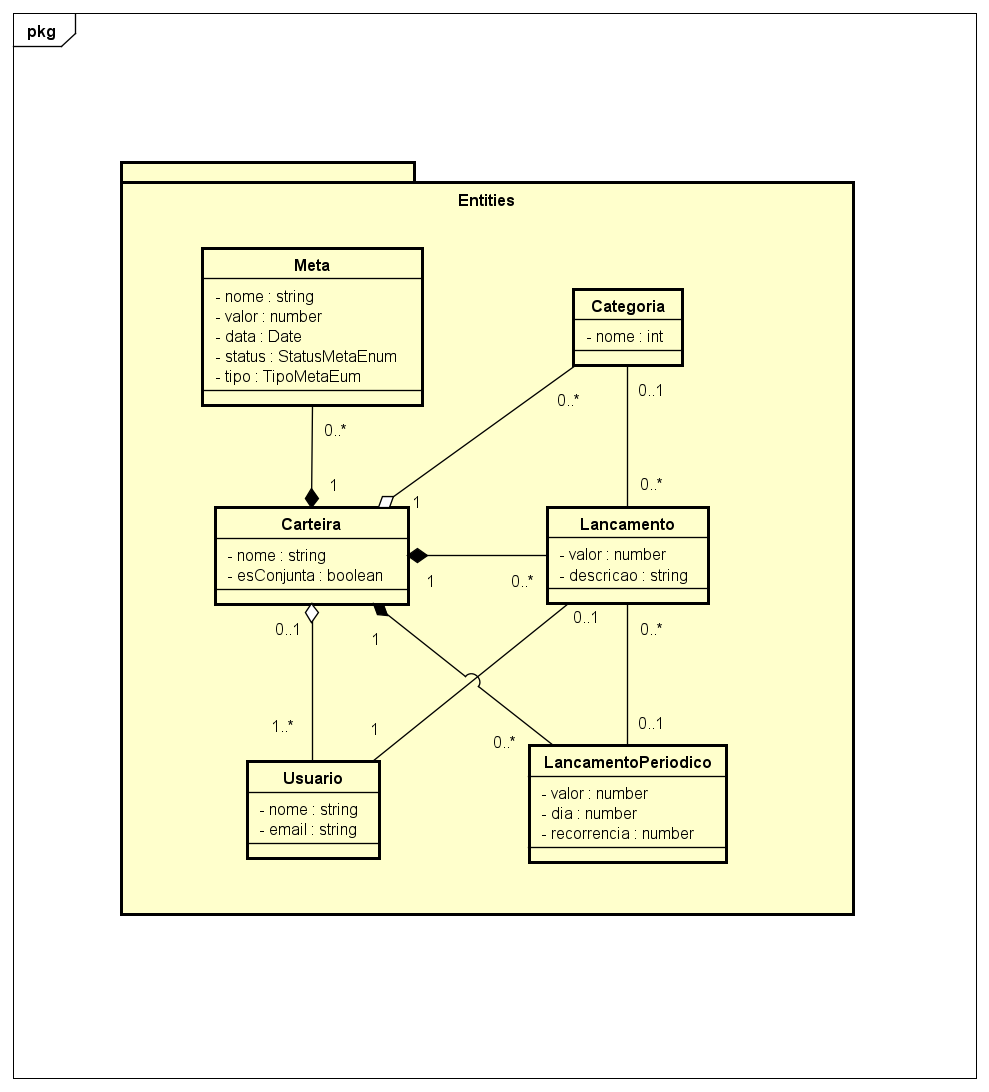 pkg
Entities
Meta
- nome : string
- valor : number
- data : Date
- status : StatusMetaEnum
- tipo : TipoMetaEum
Categoria
- nome : int
0..*
0..1
0..*
1
1
0..*
Carteira
- nome : string
- esConjunta : boolean
Lancamento
- valor : number
- descricao : string
1
0..*
0..1
1
0..1
0..*
1..*
1
0..*
0..1
Usuario
- nome : string
- email : string
LancamentoPeriodico
- valor : number
- dia : number
- recorrencia : number